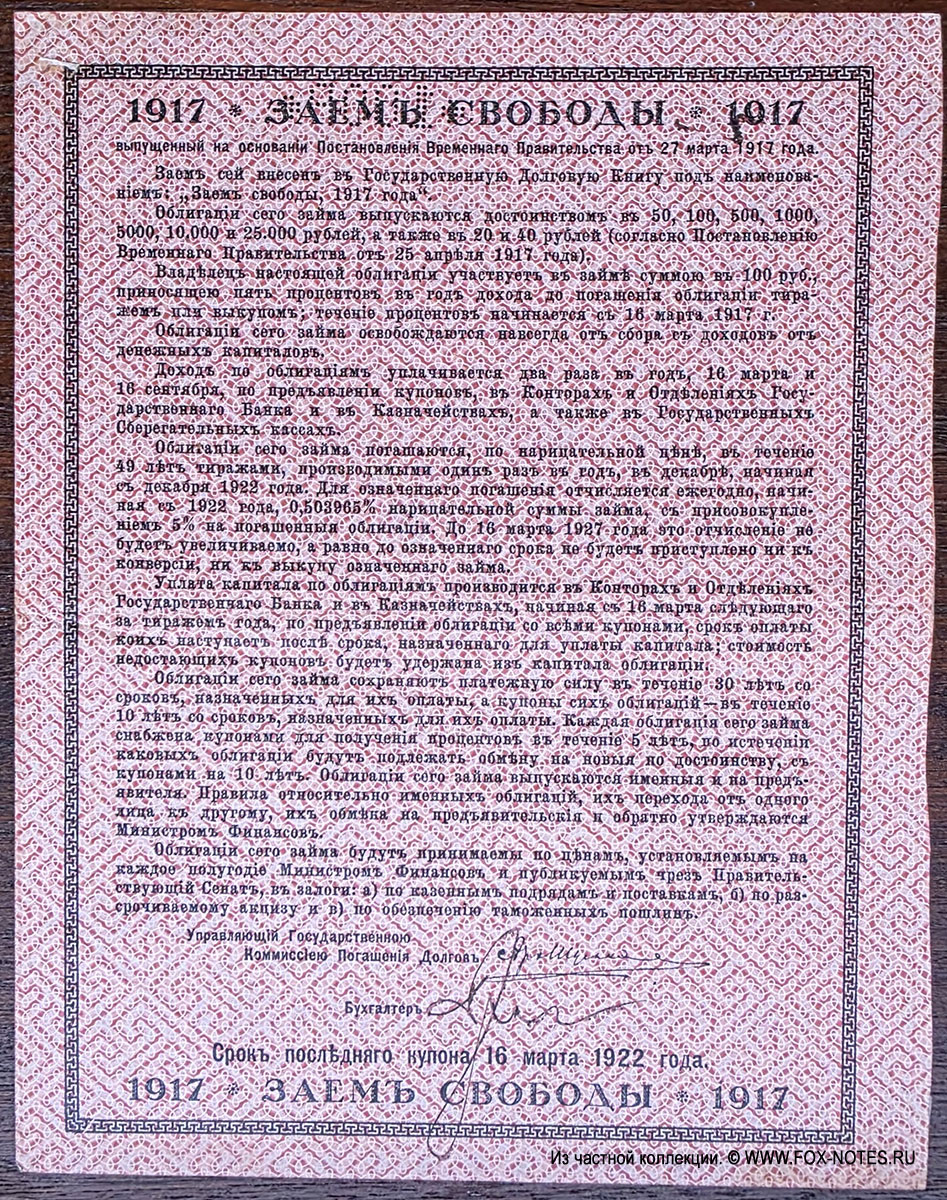 1917 * ЗАЕМЪ СВОБОДЫ * 1917
выпущенный на основаніи Постановленія Временнаго Правительства отъ 27 марта 1917 года.
Заемъ сей внесенъ въ Государственную Долговую Книгу подъ наименова-
ніемъ: „Заемъ свободы, 1917 года“.
Облигаціи сего займа выпускаются достоинствомъ въ 50, 100, 500, 1000,
5000, 10.000 и 25.000 рублей, а также въ 20 и 40 рублей (согласно Постановленію
Временнаго Правительства отъ 25 апрѣля 1917 года).
Владѣлецъ настоящей облигаціи участвуетъ въ займѣ суммою въ 100 руб.,
приносящею пять процентовъ въ годъ дохода до погашенія облигаціи тира-
жемъ или выкупомъ; теченіе процентовъ начинается съ 16 марта 1917 г.
Облигаціи сего займа освобождаются навсегда отъ сбора съ доходовъ отъ
денежныхъ капиталовъ.
Доходъ по облигаціямъ уплачивается два раза въ годъ, 16 марта и
16 сентября, по предъявленіи купоновъ, въ Конторахъ и Отдѣленіяхъ Госу-
дарственнаго Банка и въ Казначействахъ, а также въ Государственныхъ
Сберегательныхъ кассахъ.
Облигаціи сего займа погашаются, по нарицательной цѣнѣ, въ теченіе
49 лѣтъ тиражами, производимыми одинъ разъ въ годъ, въ декабрѣ, начиная
съ декабря 1922 года. Для означеннаго погашенія отчисляется ежегодно, начи-
ная съ 1922 года, 0,503965% нарицательной суммы займа, съ присовокупле-
ніемъ 5% на погашенныя облигаціи. До 16 марта 1927 года это отчисленіе не
будетъ увеличиваемо, а равно до означеннаго срока не будетъ приступлено ни къ
конверсіи, ни къ выкупу означеннаго займа.
Уплата капитала по облигаціямъ производится въ Конторахъ и Отдѣленіяхъ
Государственнаго Банка и въ Казначействахъ, начиная съ 16 марта слѣдующаго
за тиражемъ года, по предъявленіи облигаціи со всѣми купонами, срокъ оплаты
коихъ наступаетъ послѣ срока, назначеннаго для уплаты капитала; стоимость
недостающихъ купоновъ будетъ удержана изъ капитала облигаціи.
Облигаціи сего займа сохраняютъ платежную силу въ теченіе 30 лѣтъ со
сроковъ, назначенныхъ для ихъ оплаты, а купоны сихъ облигацій—въ теченіе
10 лѣтъ со сроковъ, назначенныхъ для ихъ оплаты. Каждая облигація сего займа
снабжена купонами для полученія процентовъ въ теченіе 5 лѣтъ, по истеченіи
каковыхъ облигаціи будутъ подлежать обмѣну на новыя по достоинству, съ
купонами на 10 лѣтъ. Облигаціи сего займа выпускаются именныя и на предъ-
явителя. Правила относительно именныхъ облигацій, ихъ перехода отъ одного
лица къ другому, ихъ обмѣна на предъявительскія и обратно утверждаются
Министромъ Финансовъ.
Облигаціи сего займа будутъ принимаемы по цѣнамъ, установляемымъ на
каждое полугодіе Министромъ Финансовъ и публикуемымъ чрезъ Правитель-
ствующій Сенатъ, въ залоги: а) по казеннымъ подрядамъ и поставкамъ, б) по раз-
срочиваемому акцизу и в) по обезпеченію таможенныхъ пошлинъ.
Управляющій Государственною
Коммиссіею Погашенія Долговъ
Бухгалтеръ
Срокъ послѣдняго купона 16 марта 1922 года.
1917 * ЗАЕМЪ СВОБОДЫ * 1917
Из частной коллекции. © WWW.FOX-NOTES.RU